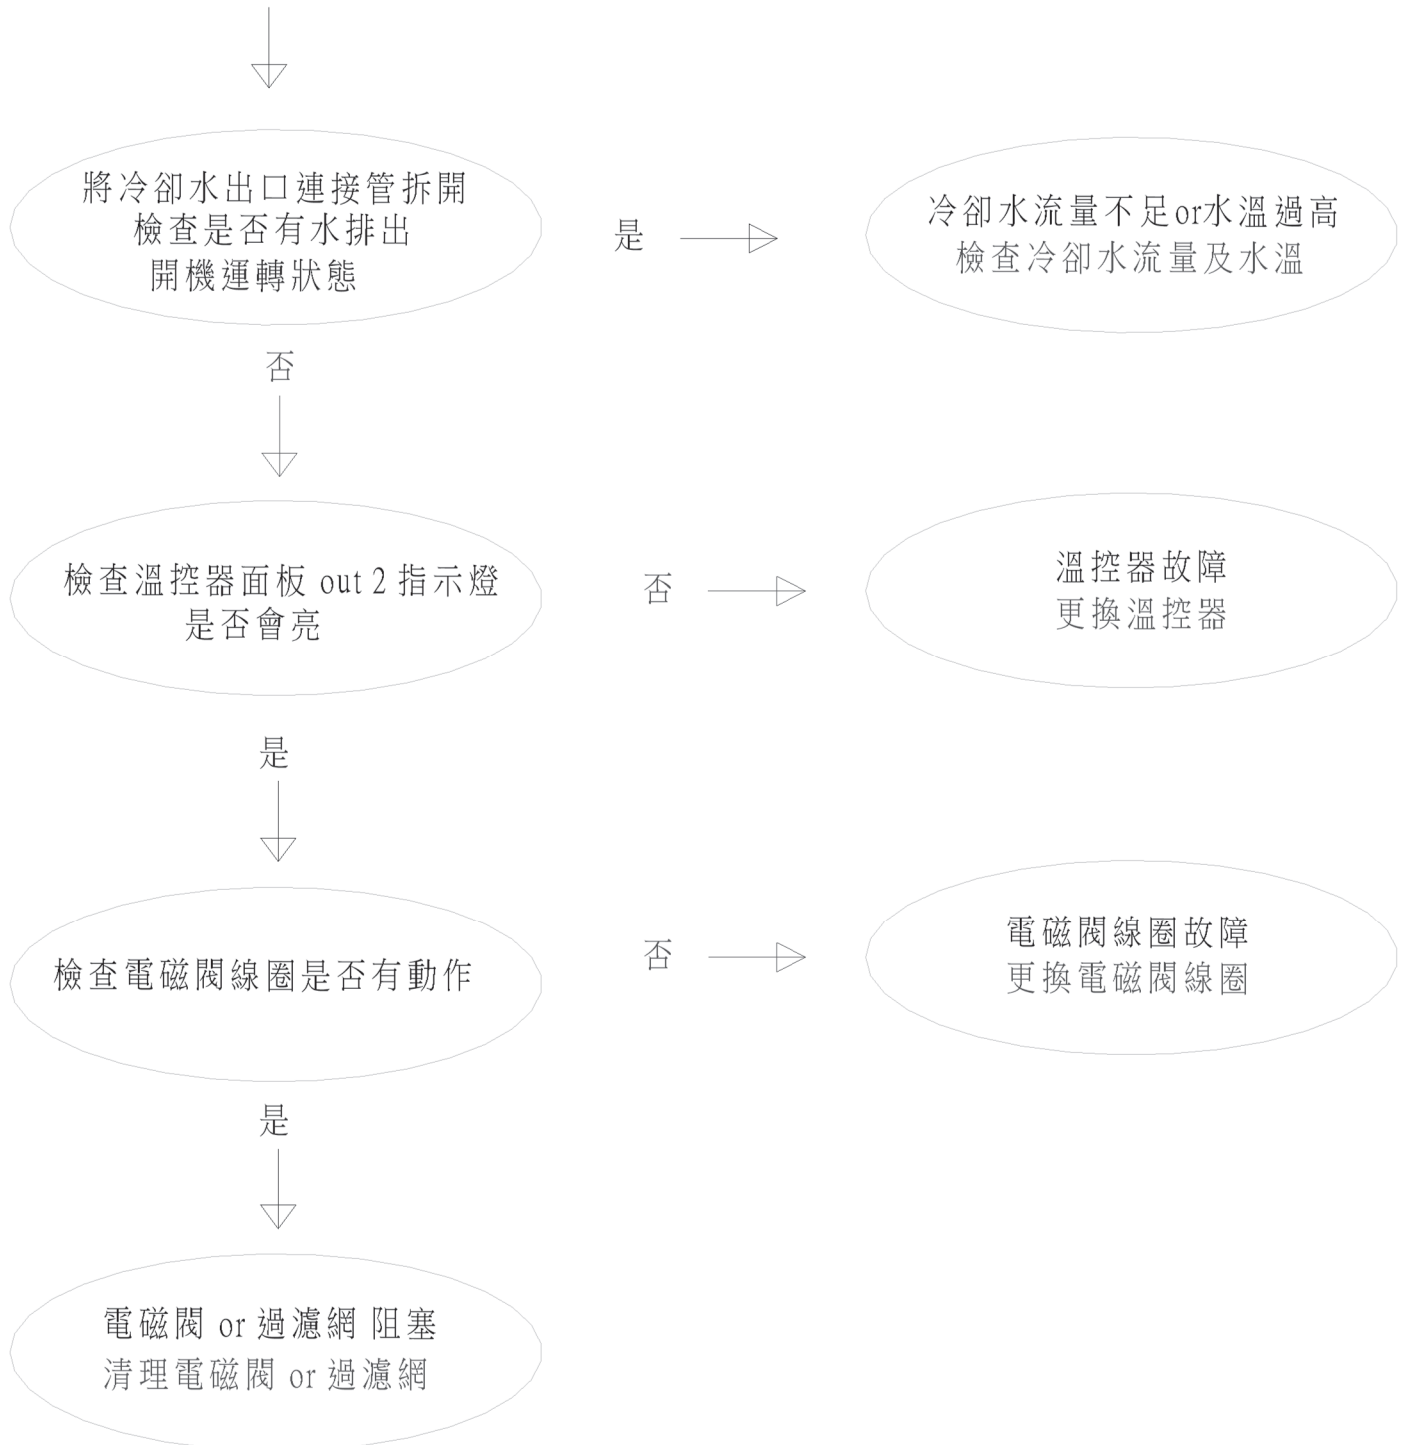 將冷卻水出口連接管拆開
檢查是否有水排出
開機運轉狀態
是
冷卻水流量不足or水溫過高
檢查冷卻水流量及水溫
否
檢查溫控器面板 out 2 指示燈
是否會亮
否
溫控器故障
更換溫控器
是
檢查電磁閥線圈是否有動作
否
電磁閥線圈故障
更換電磁閥線圈
是
電磁閥 or 過濾網 阻塞
清理電磁閥 or 過濾網